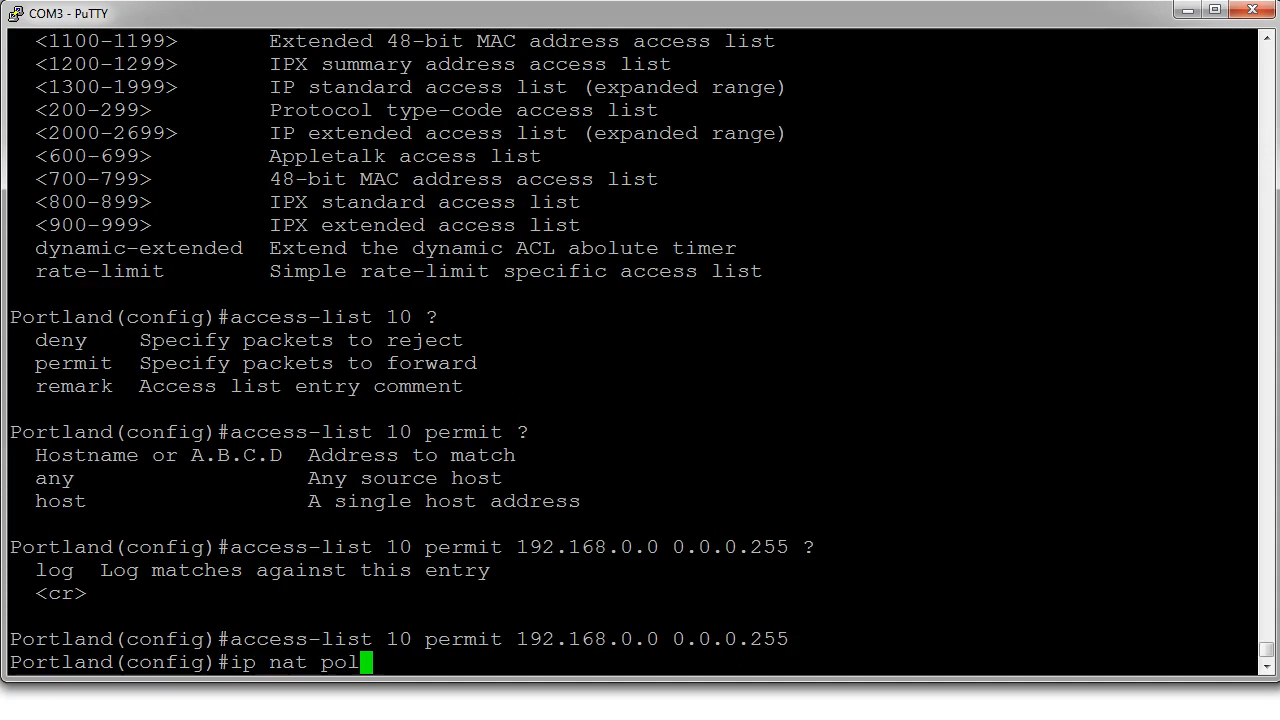 COM3 - PuTTY
<1100-1199> Extended 48-bit MAC address access list
<1200-1299> IPX summary address access list
<1300-1999> IP standard access list (expanded range)
<200-299> Protocol type-code access list
<2000-2699> IP extended access list (expanded range)
<600-699> Appletalk access list
<700-799> 48-bit MAC address access list
<800-899> IPX standard access list
<900-999> IPX extended access list
dynamic-extended Extend the dynamic ACL abolute timer
rate-limit Simple rate-limit specific access list
Portland(config)#access-list 10 ?
deny Specify packets to reject
permit Specify packets to forward
remark Access list entry comment
Portland(config)#access-list 10 permit ?
Hostname or A.B.C.D Address to match
any Any source host
host A single host address
Portland(config)#access-list 10 permit 192.168.0.0 0.0.0.255 ?
log Log matches against this entry
<cr>
Portland(config)#access-list 10 permit 192.168.0.0 0.0.0.255
Portland(config)#ip nat pol